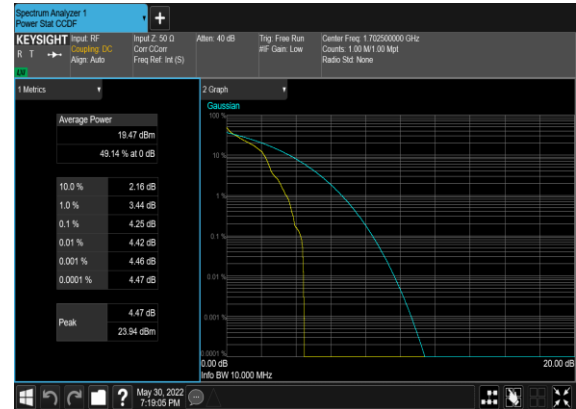 Spectrum Analyzer 1
Power Stat CCDF
KEYSIGHT
R T
LXI
Input: RF
Coupling: DC
Align: Auto
Input Z: 50 Ω
Corr CCorr
Freq Ref: Int (S)
Atten: 40 dB
Trig: Free Run
#IF Gain: Low
Center Freq: 1.702500000 GHz
Counts: 1.00 M/1.00 Mpt
Radio Std: None
1 Metrics
Average Power
19.47 dBm
49.14 % at 0 dB
10.0 % 2.16 dB
1.0 % 3.44 dB
0.1 % 4.25 dB
0.01 % 4.42 dB
0.001 % 4.46 dB
0.0001 % 4.47 dB
Peak
4.47 dB
23.94 dBm
2 Graph
Gaussian
100 %
10 %
1 %
0.1 %
0.01 %
0.001 %
0.0001 %
0.00 dB
20.00 dB
Info BW 10.000 MHz
?
May 30, 2022
7:19:05 PM